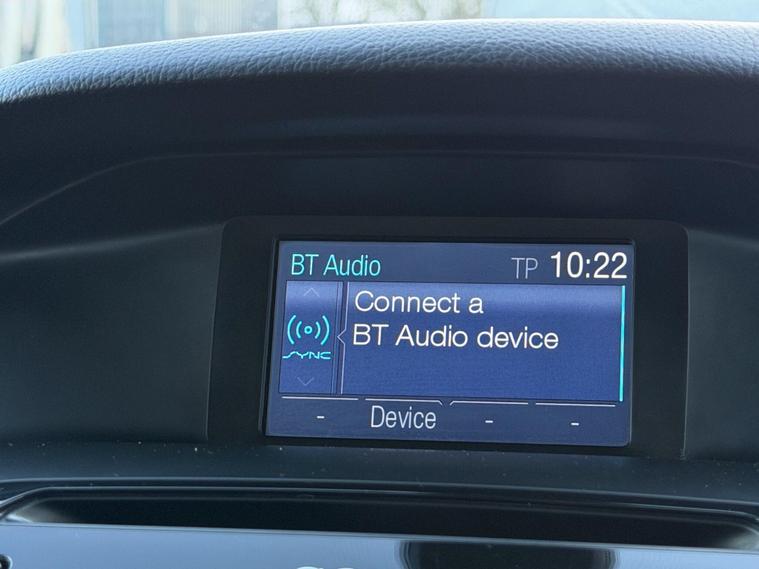 BT Audio TP 10:22
Connect a
BT Audio device
SYNC
- Device - -